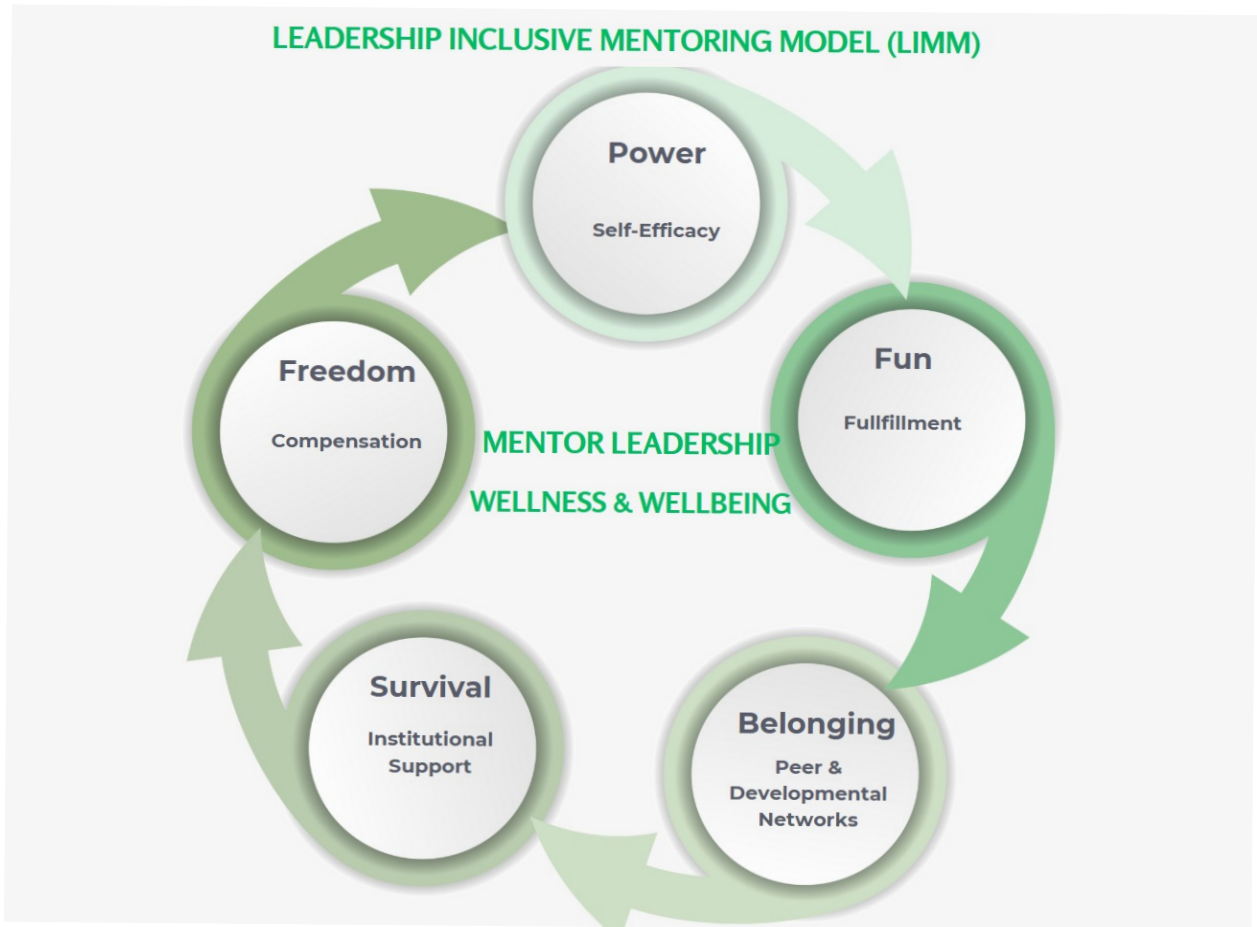 LEADERSHIP INCLUSIVE MENTORING MODEL (LIMM)
Power
Self-Efficacy
Fun
Fullfillment
Belonging
Peer &
Developmental
Networks
Survival
Institutional
Support
Freedom
Compensation
MENTOR LEADERSHIP
WELLNESS & WELLBEING